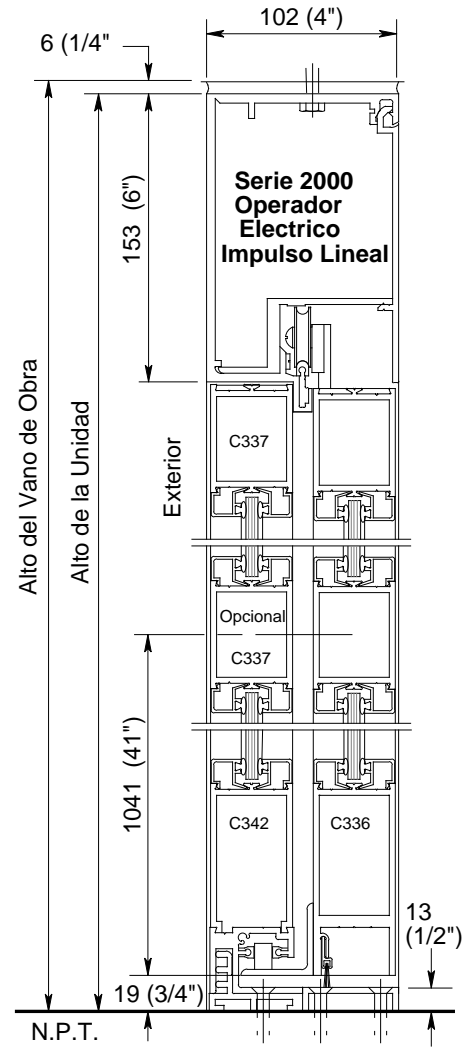 102 (4")
6 (1/4"
Serie 2000
Operador
Electrico
Impulso Lineal
153 (6")
Alto del Vano de Obra
Alto de la Unidad
Exterior
C337
Opcional
C337
1041 (41")
C342
C336
13
(1/2")
19 (3/4")
N.P.T.